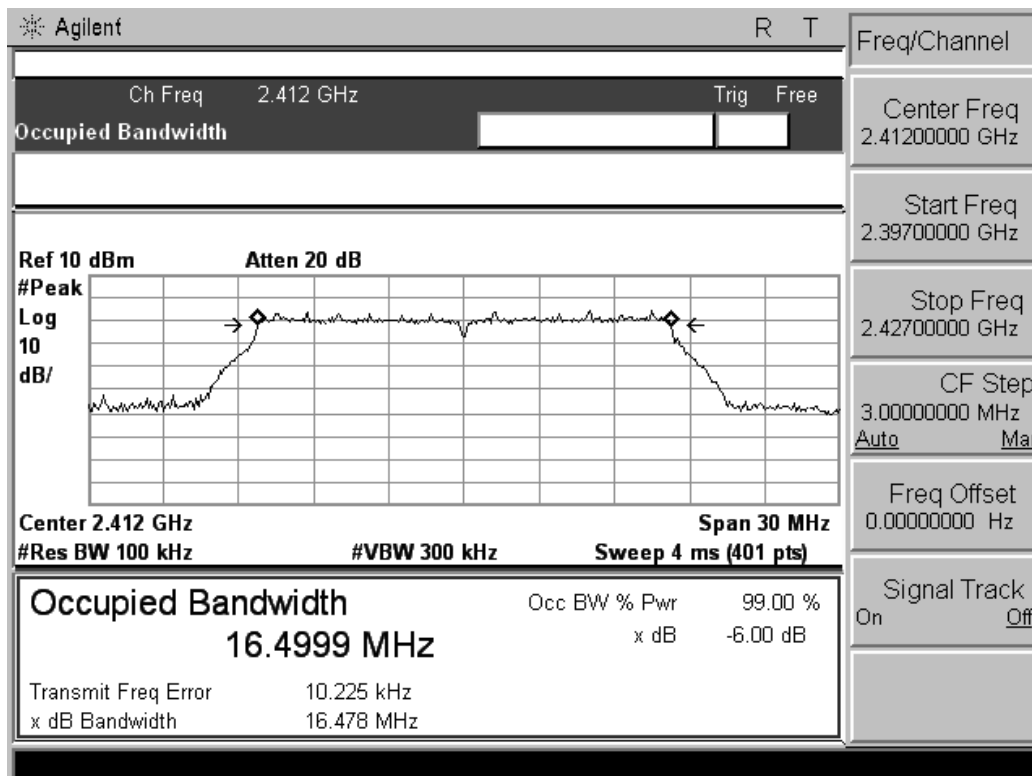 Agilent R T
Ch Freq 2.412 GHz Trig Free
Occupied Bandwidth
Ref 10 dBm Atten 20 dB
#Peak
Log
10
dB/
Center 2.412 GHz Span 30 MHz
#Res BW 100 kHz #VBW 300 kHz Sweep 4 ms (401 pts)
Occupied Bandwidth
16.4999 MHz
Occ BW % Pwr 99.00 %
x dB -6.00 dB
Transmit Freq Error 10.225 kHz
x dB Bandwidth 16.478 MHz
Freq/Channel
Center Freq
2.41200000 GHz
Start Freq
2.39700000 GHz
Stop Freq
2.42700000 GHz
CF Step
3.00000000 MHz
Auto Ma
Freq Offset
0.00000000 Hz
Signal Track
On Off